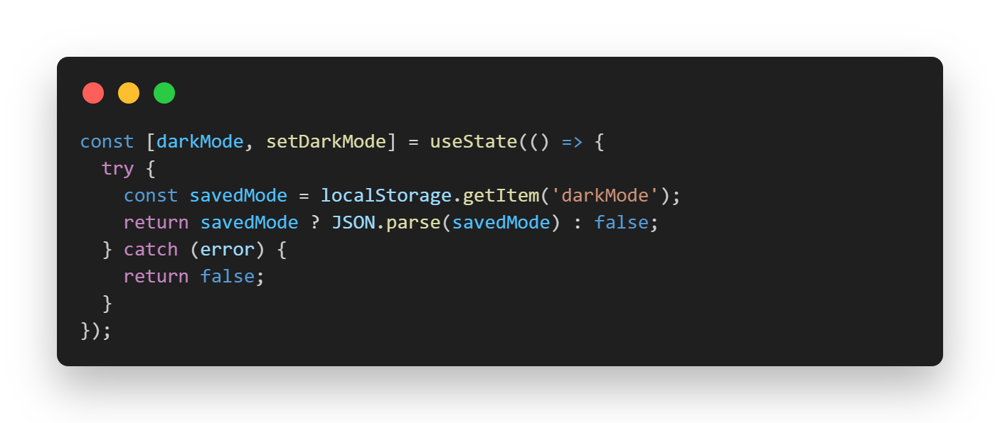 const [darkMode, setDarkMode] = useState(() => {
  try {
    const savedMode = localStorage.getItem('darkMode');
    return savedMode ? JSON.parse(savedMode) : false;
  } catch (error) {
    return false;
  }
});